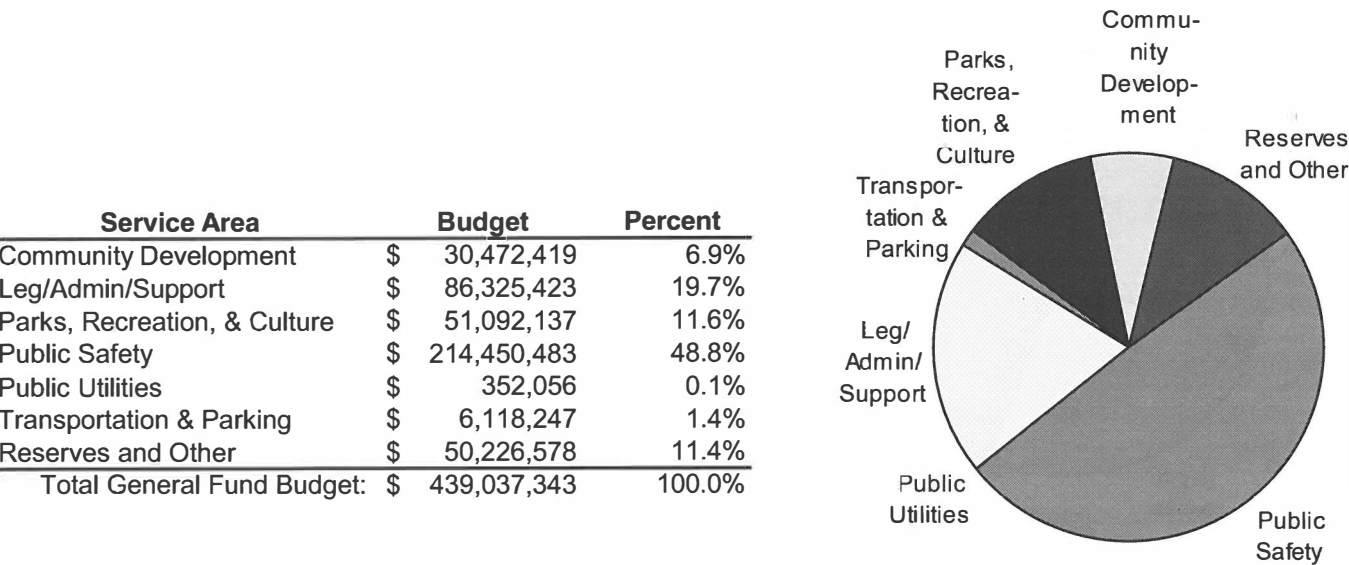 Service Area Budget Percent
Community Development $ 30,472,419 6.9%
Leg/Admin/Support $ 86,325,423 19.7%
Parks, Recreation, & Culture $ 51,092,137 11.6%
Public Safety $ 214,450,483 48.8%
Public Utilities $ 352,056 0.1%
Transportation & Parking $ 6,118,247 1.4%
Reserves and Other $ 50,226,578 11.4%
Total General Fund Budget: $ 439,037,343 100.0%
Commu-
nity
Develop-
ment
Parks,
Recrea-
tion, &
Culture
Reserves
and Other
Transpor-
tation &
Parking
Leg/
Admin/
Support
Public
Utilities
Public
Safety